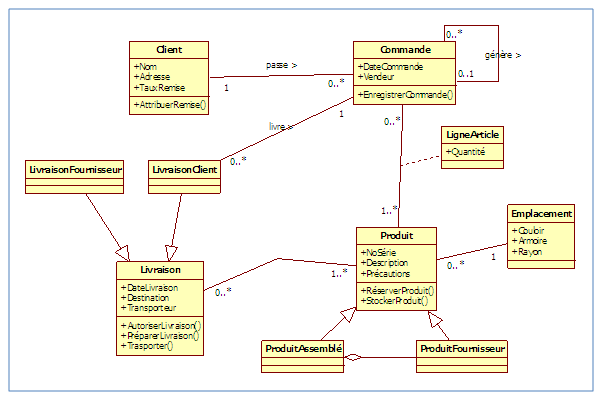 Client
+Nom
+Adresse
+TauxRemise
+AttribuerRemise()
passe >
1
0..*
Commande
+DateCommande
+Vendeur
+EnregistrerCommande()
0..*
génère >
0..1
livre >
1
0..*
0..*
LigneArticle
+Quantité
1..*
LivraisonFournisseur
LivraisonClient
Livraison
+DateLivraison
+Destination
+Transporteur
+AutoriserLivraison()
+PréparerLivraison()
+Trasporter()
0..*
1..*
Produit
+NoSérie
+Description
+Précautions
+RéserverProduit()
+StockerProduit()
0..*
1
Emplacement
+Couloir
+Armoire
+Rayon
ProduitAssemblé
ProduitFournisseur